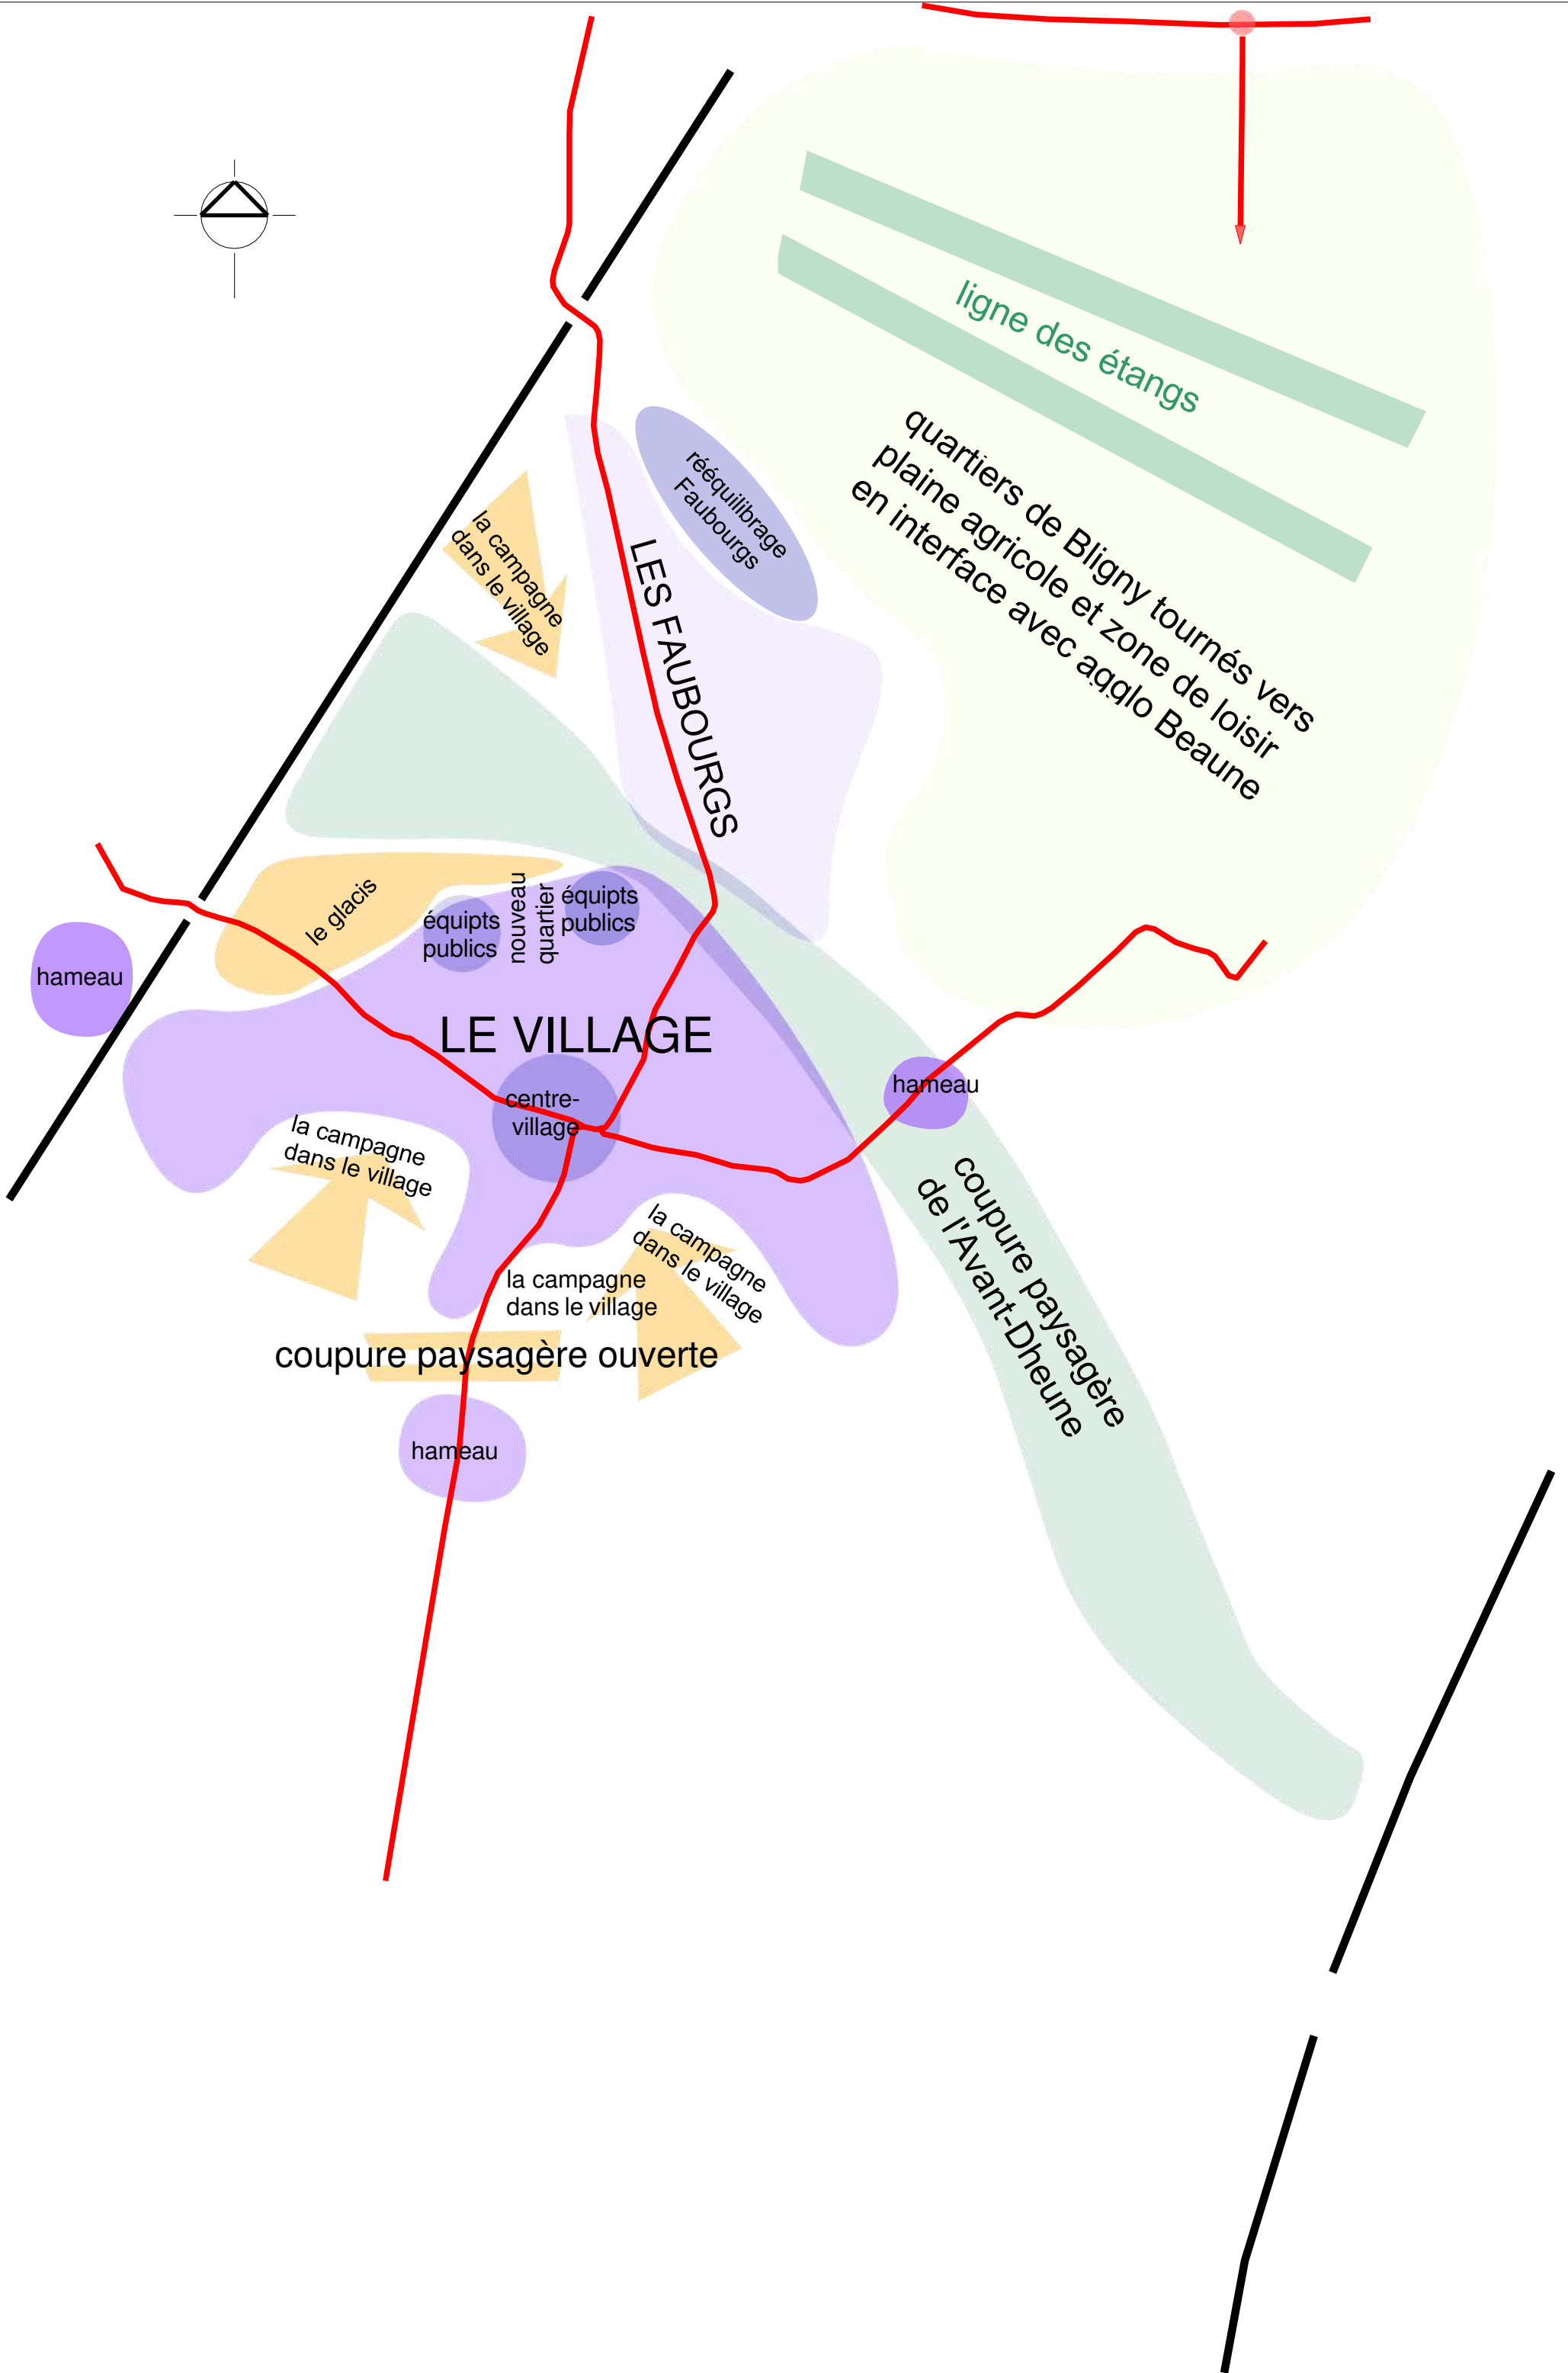 ligne des étangs
quartiers de Bligny tournés vers
plaine agricole et zone de loisir
en interface avec agglo Beaune
rééquilibrage
Faubourgs
la campagne
dans le village
LES FAUBOURGS
le glacis
équipts
publics
nouveau
quartier
équipts
publics
hameau
LE VILLAGE
centre-
village
hameau
la campagne
dans le village
coupure paysagère
de l'Avant-Dheune
la campagne
dans le village
la campagne
dans le village
coupure paysagère ouverte
hameau